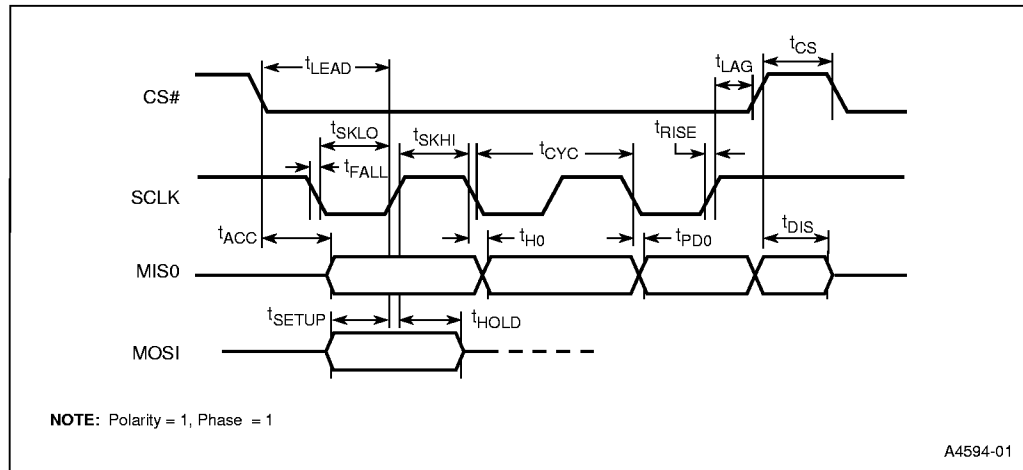 tLEAD
tLAG
tCS
CS#
tSKLO
tSKHI
tCYC
tRISE
tFALL
SCLK
tACC
tH0
tPD0
tDIS
MIS0
tSETUP
tHOLD
MOSI
NOTE: Polarity = 1, Phase = 1
A4594-01